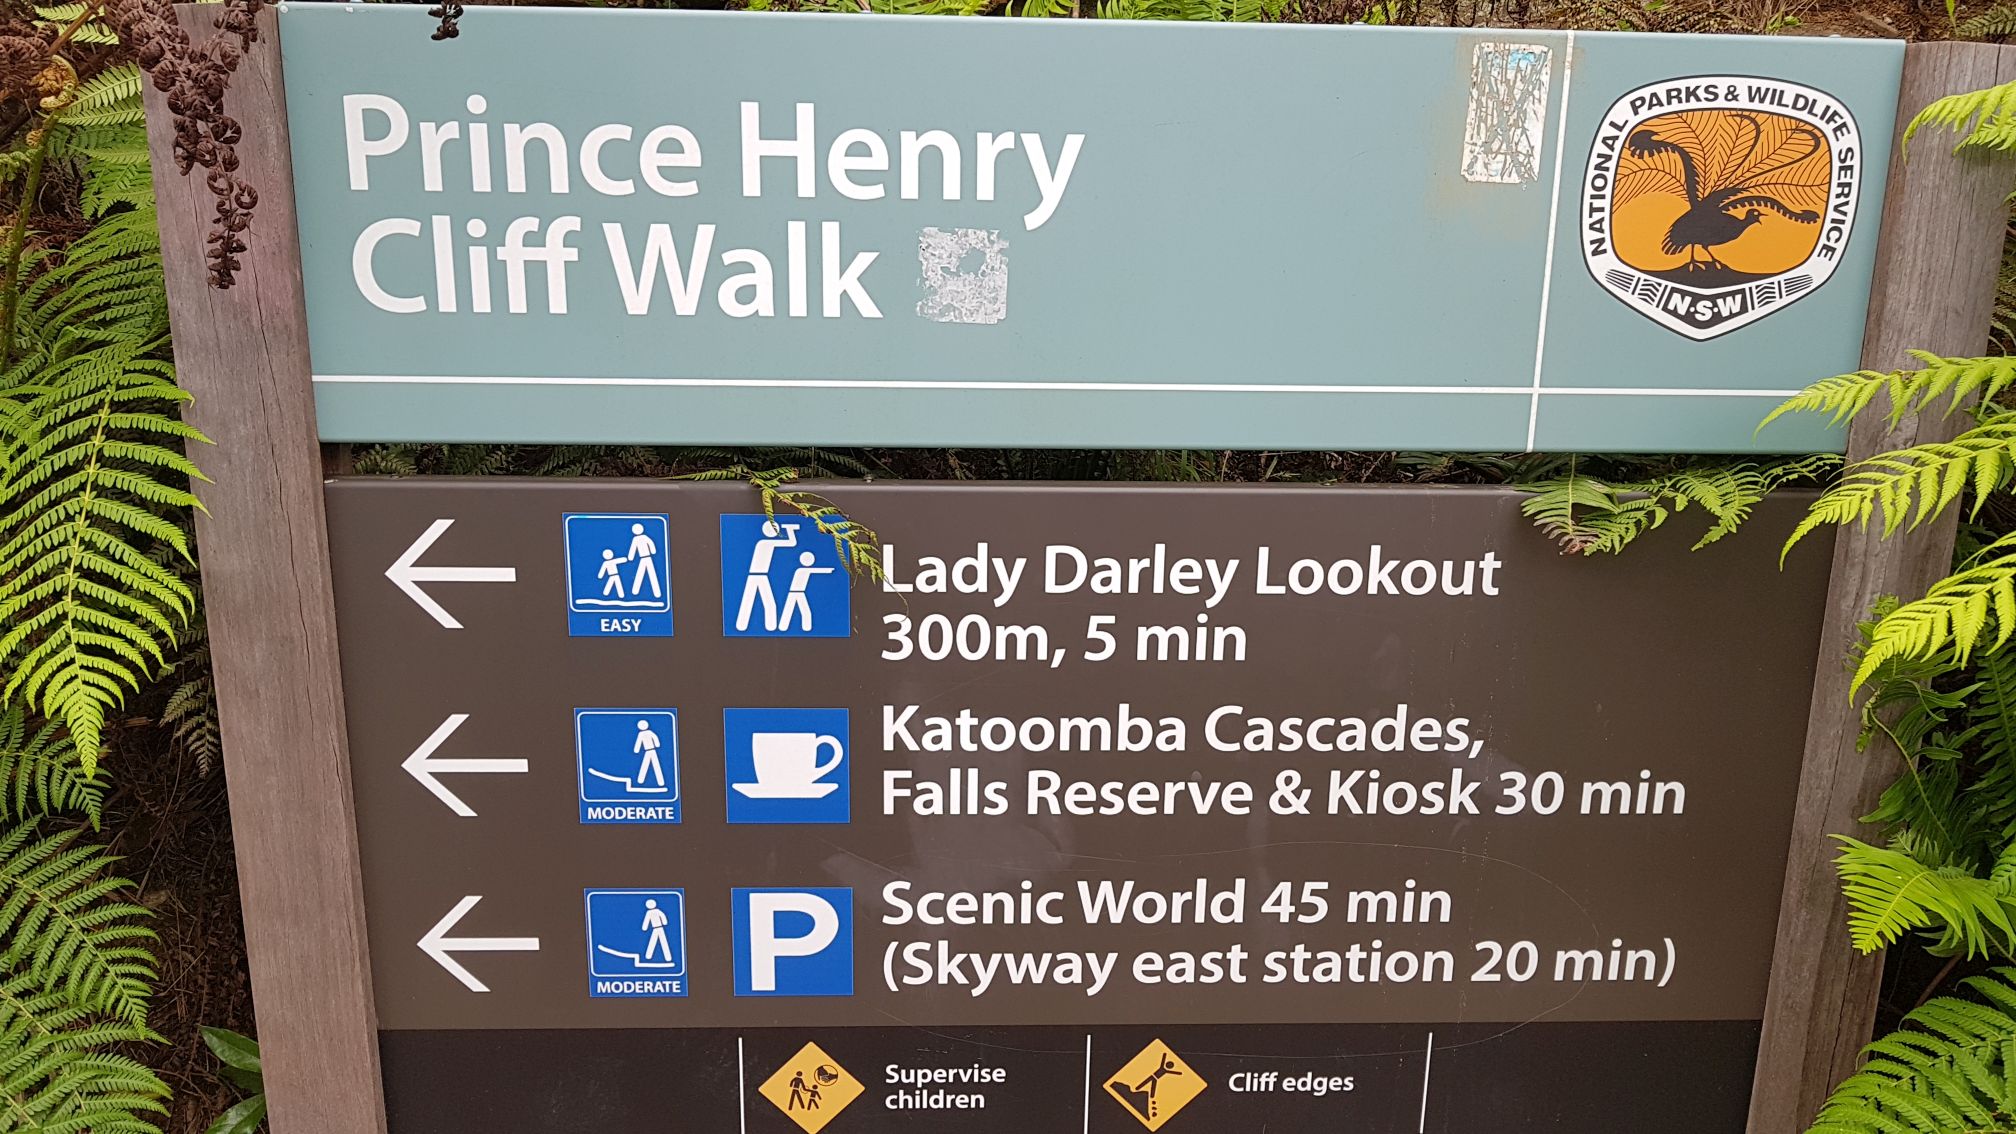 Prince Henry
Cliff Walk
NATIONAL PARKS & WILDLIFE SERVICE
N·S·W
EASY
Lady Darley Lookout
300m, 5 min
MODERATE
Katoomba Cascades,
Falls Reserve & Kiosk 30 min
MODERATE
P
Scenic World 45 min
(Skyway east station 20 min)
Supervise
children
Cliff edges